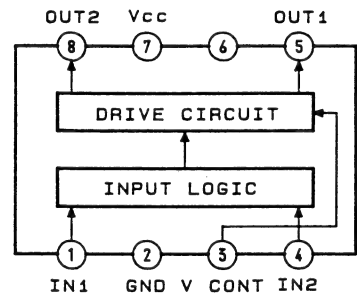 OUT2 Vcc OUT1
8 7 6 5
DRIVE CIRCUIT
INPUT LOGIC
1 2 3 4
IN1 GND V CONT IN2